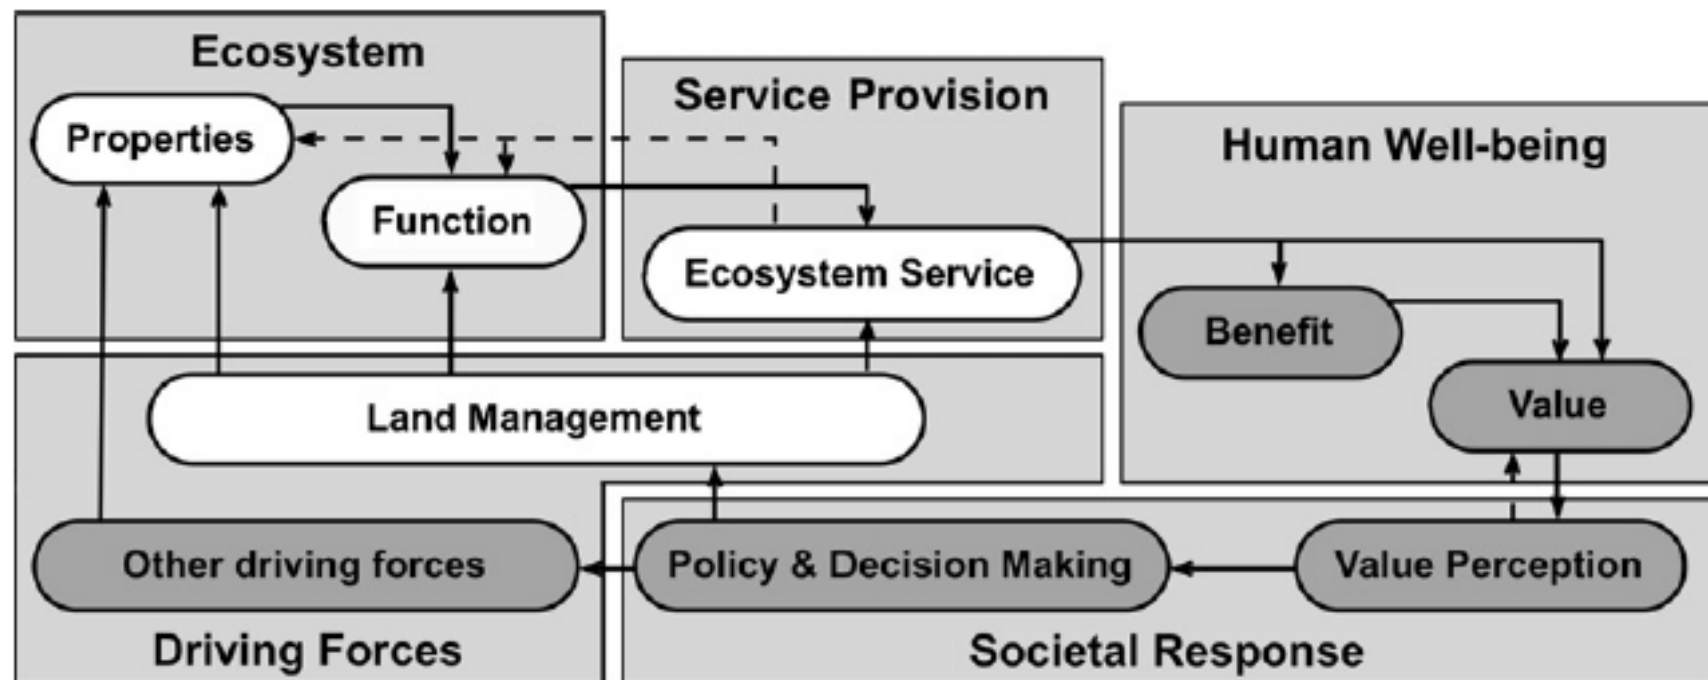 Ecosystem
Properties
Function
Service Provision
Ecosystem Service
Human Well-being
Benefit
Value
Land Management
Other driving forces
Driving Forces
Policy & Decision Making
Value Perception
Societal Response